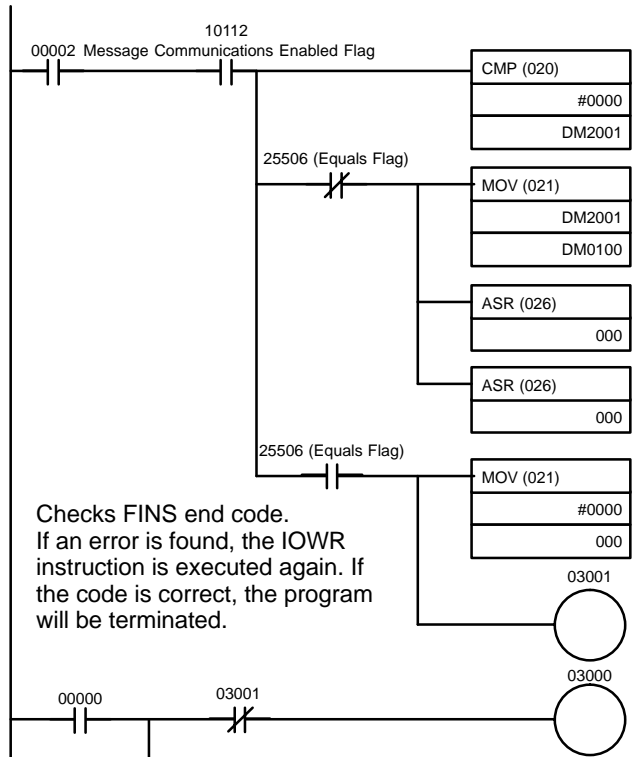 10112
00002 Message Communications Enabled Flag
CMP (020)
#0000
DM2001
25506 (Equals Flag)
MOV (021)
DM2001
DM0100
ASR (026)
000
ASR (026)
000
25506 (Equals Flag)
MOV (021)
#0000
000
Checks FINS end code.
If an error is found, the IOWR
instruction is executed again. If
the code is correct, the program
will be terminated.
03001
03000
00000
03001